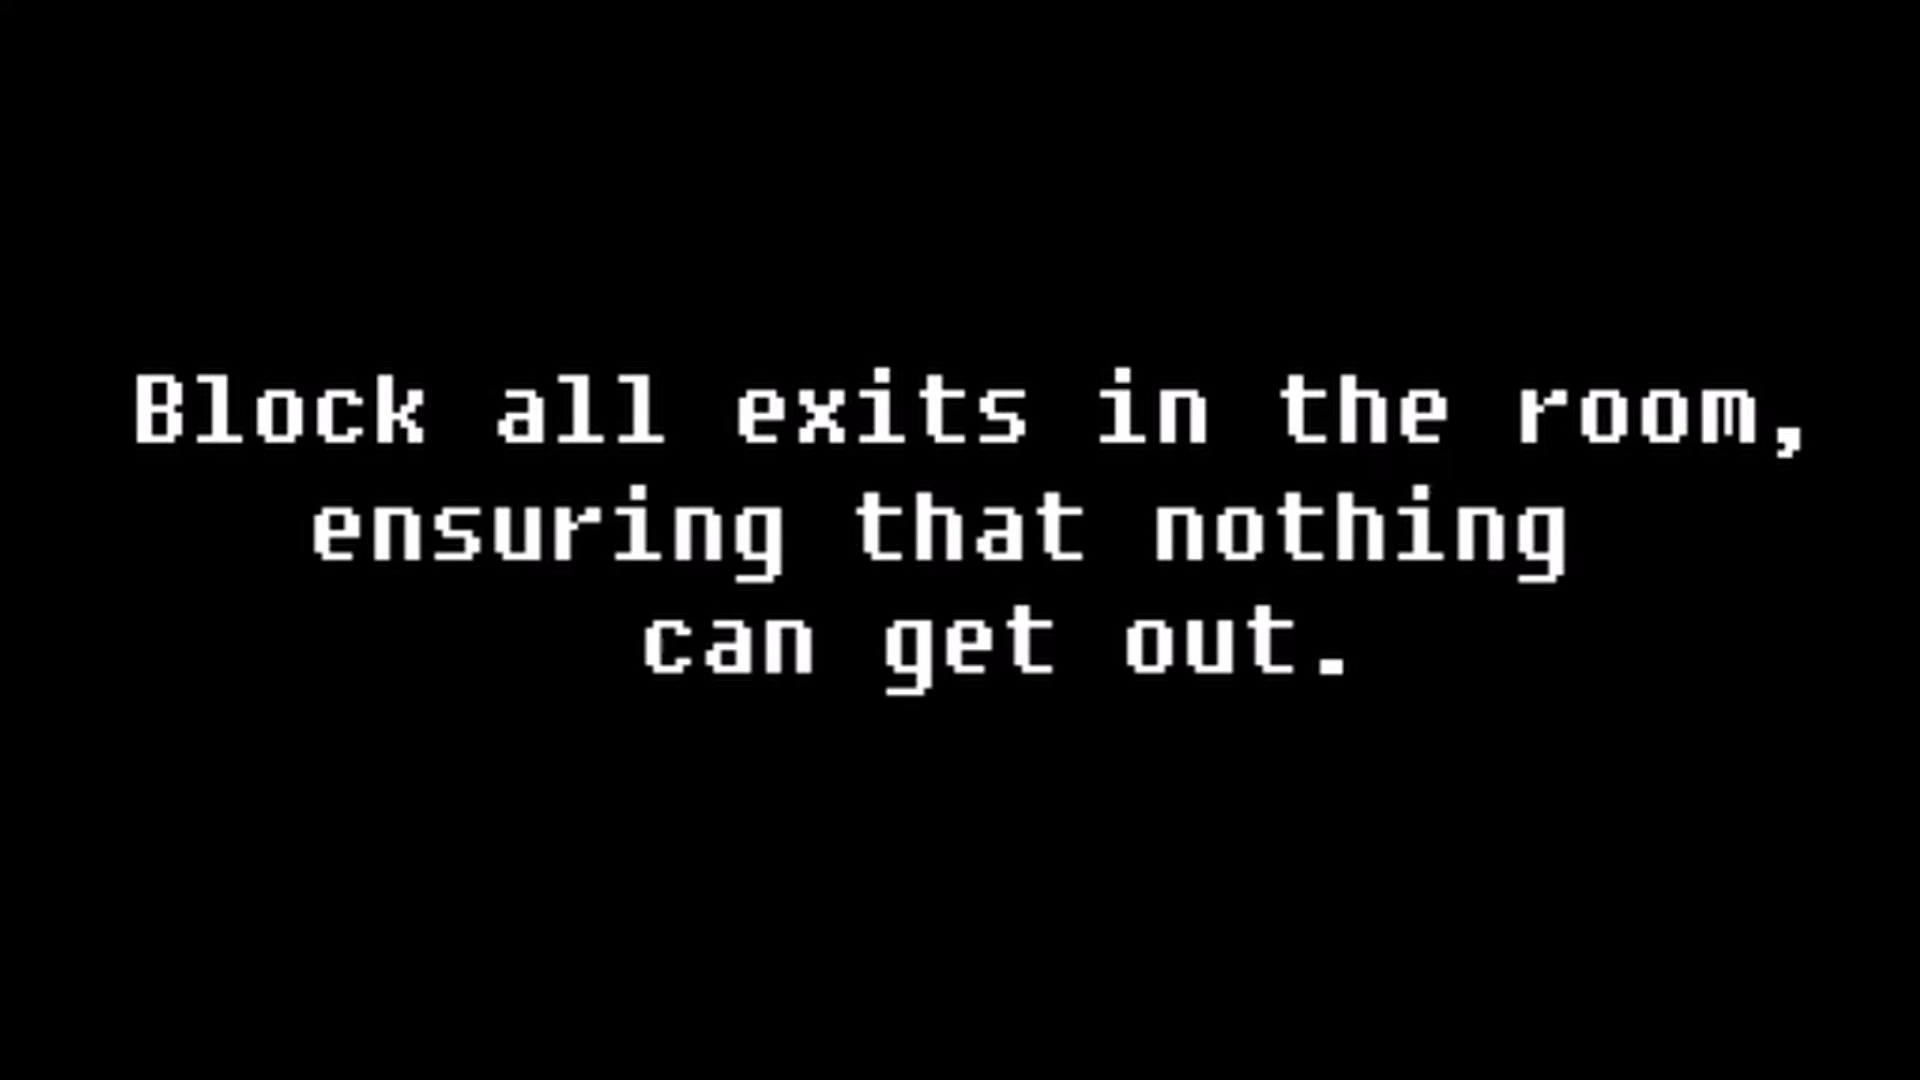 Block all exits in the room,
ensuring that nothing
can get out.